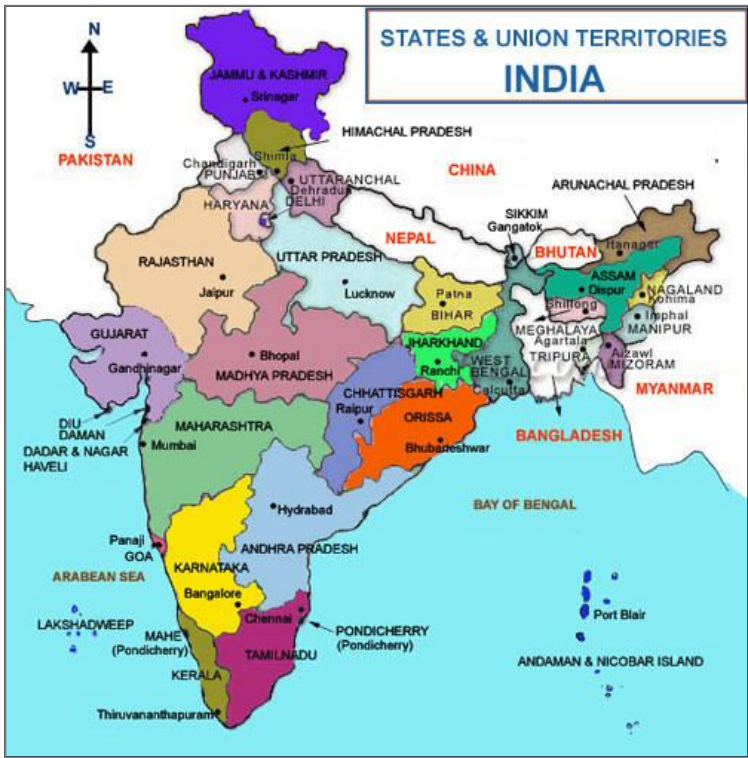 STATES & UNION TERRITORIES
INDIA
N
W E
S
JAMMU & KASHMIR
Srinagar
HIMACHAL PRADESH
PAKISTAN
Chandigarh
Shimla
PUNJAB
CHINA
UTTARANCHAL
Dehradun
HARYANA
DELHI
ARUNACHAL PRADESH
SIKKIM
Gangatok
NEPAL
BHUTAN
Itanagar
RAJASTHAN
UTTAR PRADESH
ASSAM
Dispur
NAGALAND
Kohima
Jaipur
Lucknow
Patna
BIHAR
Shillong
Imphal
MANIPUR
GUJARAT
MEGHALAYA
JHARKHAND
Agartala
TRIPURA
Aizawl
MIZORAM
Gandhinagar
Bhopal
Ranchi
WEST
BENGAL
MADHYA PRADESH
Calcutta
MYANMAR
CHHATTISGARH
Raipur
DIU
DAMAN
MAHARASHTRA
ORISSA
BANGLADESH
DADAR & NAGAR
HAVELI
Mumbai
Bhubaneshwar
Hydrabad
BAY OF BENGAL
Panaji
GOA
ANDHRA PRADESH
KARNATAKA
ARABEAN SEA
Bangalore
Chennai
Port Blair
LAKSHADWEEP
MAHE
(Pondicherry)
PONDICHERRY
(Pondicherry)
TAMILNADU
ANDAMAN & NICOBAR ISLAND
KERALA
Thiruvananthapuram